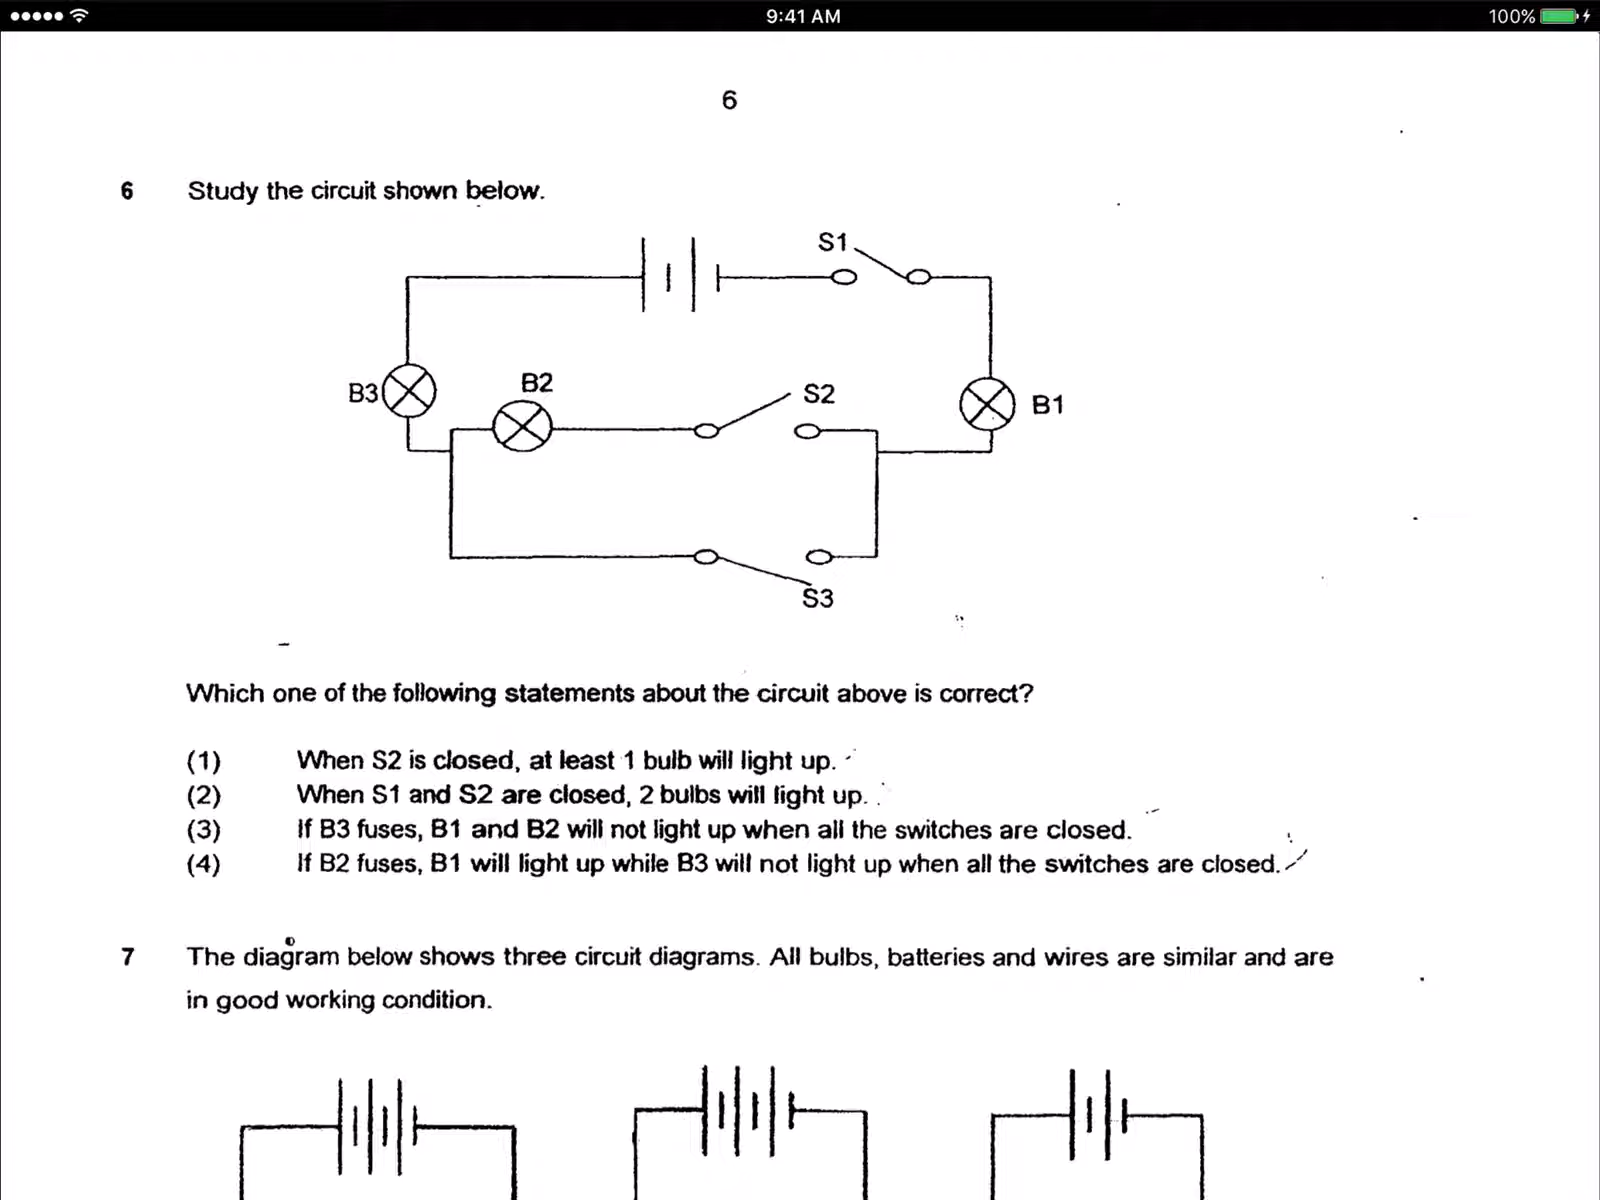 9:41 AM
100%
6
6 Study the circuit shown below.
S1
B3
B2
S2
B1
S3
Which one of the following statements about the circuit above is correct?
(1) When S2 is closed, at least 1 bulb will light up.
(2) When S1 and S2 are closed, 2 bulbs will light up.
(3) If B3 fuses, B1 and B2 will not light up when all the switches are closed.
(4) If B2 fuses, B1 will light up while B3 will not light up when all the switches are closed.
7 The diagram below shows three circuit diagrams. All bulbs, batteries and wires are similar and are
in good working condition.